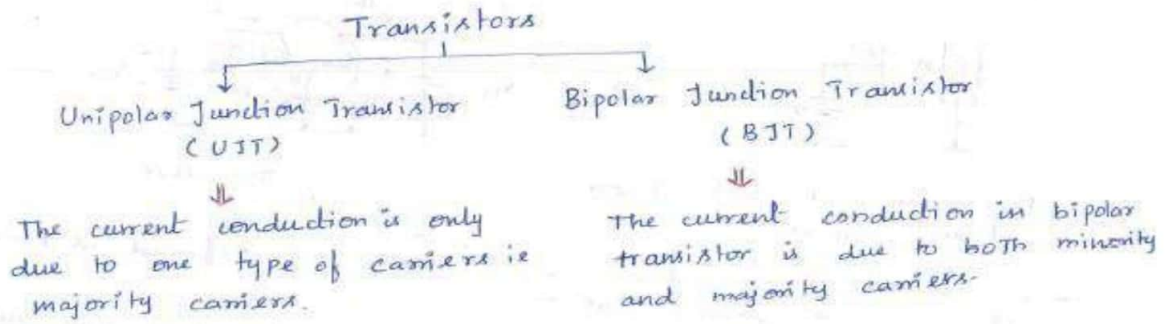 Transistors
Unipolar Junction Transistor
(UJT)
The current conduction is only
due to one type of carriers ie
majority carriers.
Bipolar Junction Transistor
(BJT)
The current conduction in bipolar
transistor is due to both minority
and majority carriers.